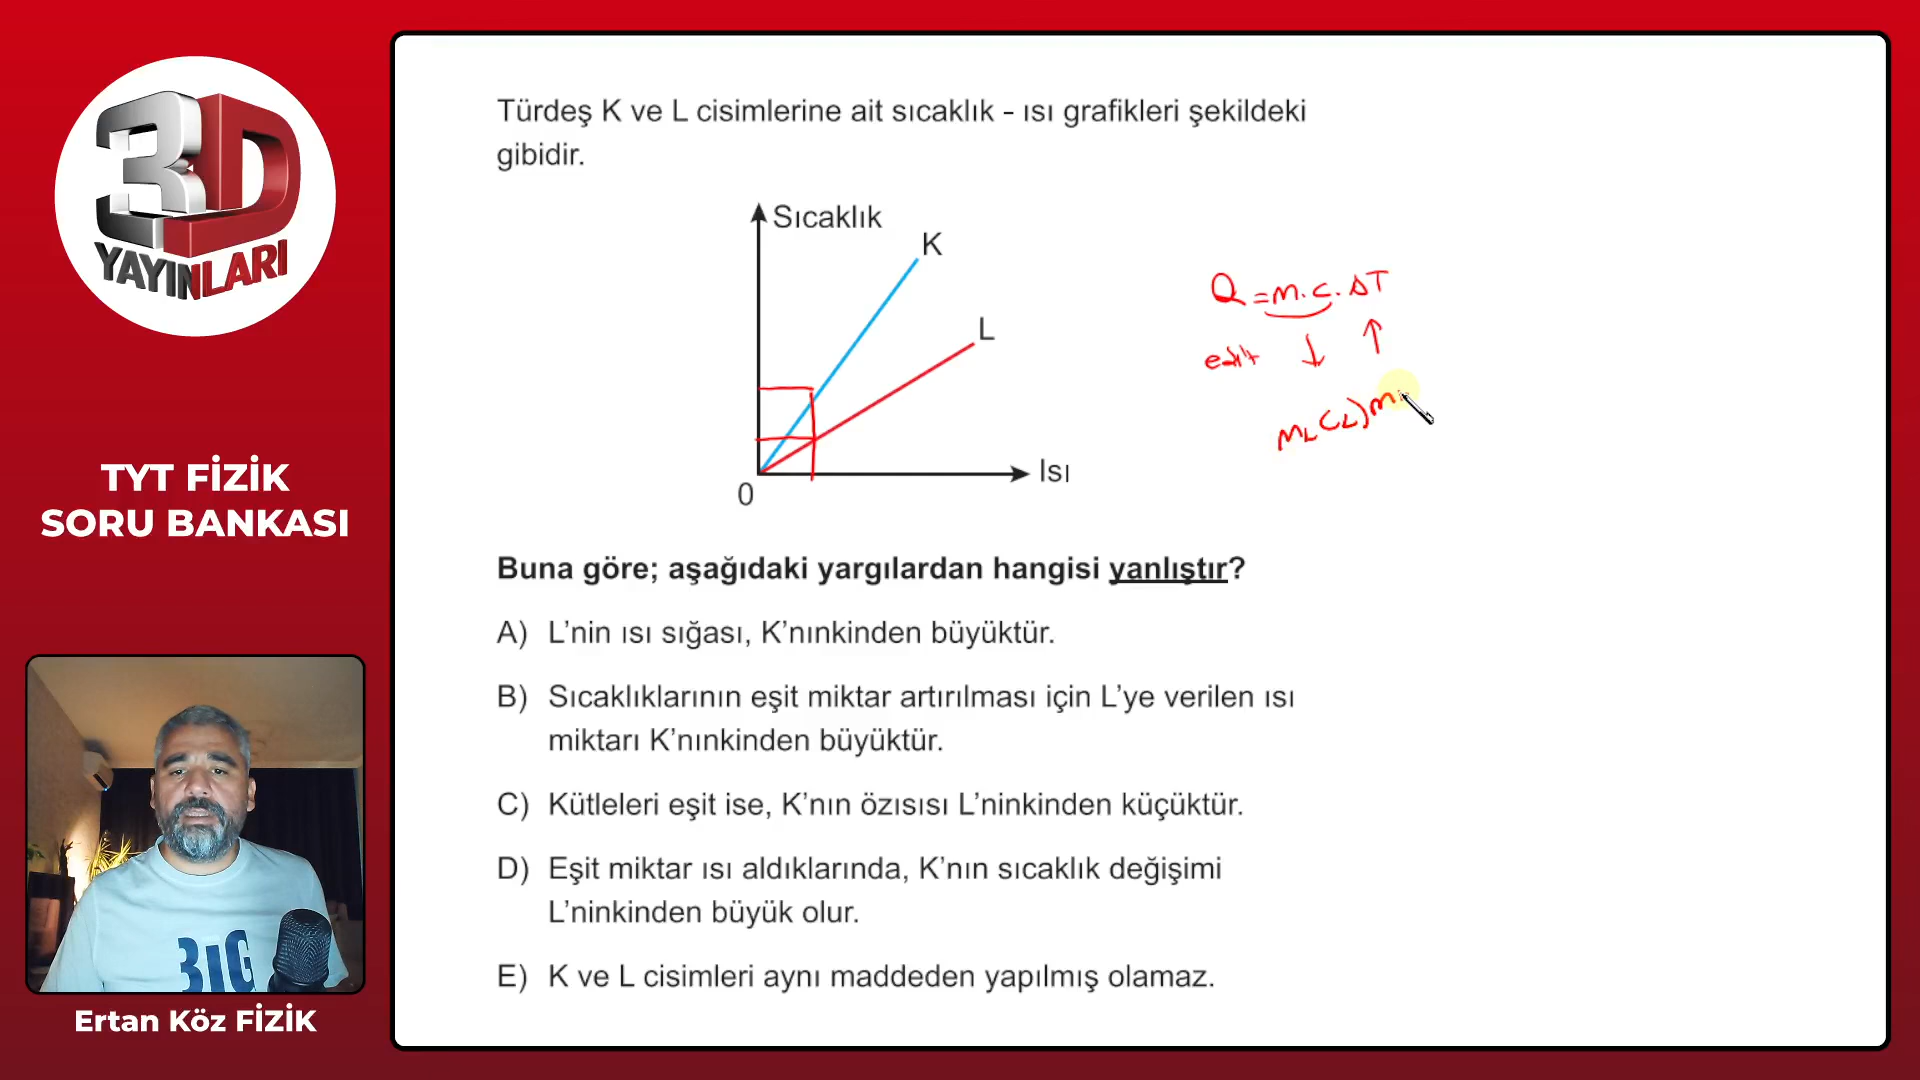 3D
YAYINLARI
TYT FİZİK
SORU BANKASI
BIG
Ertan Köz FİZİK
Türdeş K ve L cisimlerine ait sıcaklık - ısı grafikleri şekildeki
gibidir.
Sıcaklık
K
L
Isı
0
Q = m.c.ΔT
eşit ↓ ↑
mLCL)m
Buna göre; aşağıdaki yargılardan hangisi yanlıştır?
A) L’nin ısı sığası, K’nınkinden büyüktür.
B) Sıcaklıklarının eşit miktar artırılması için L’ye verilen ısı
miktarı K’nınkinden büyüktür.
C) Kütleleri eşit ise, K’nın özısısı L’ninkinden küçüktür.
D) Eşit miktar ısı aldıklarında, K’nın sıcaklık değişimi
L’ninkinden büyük olur.
E) K ve L cisimleri aynı maddeden yapılmış olamaz.